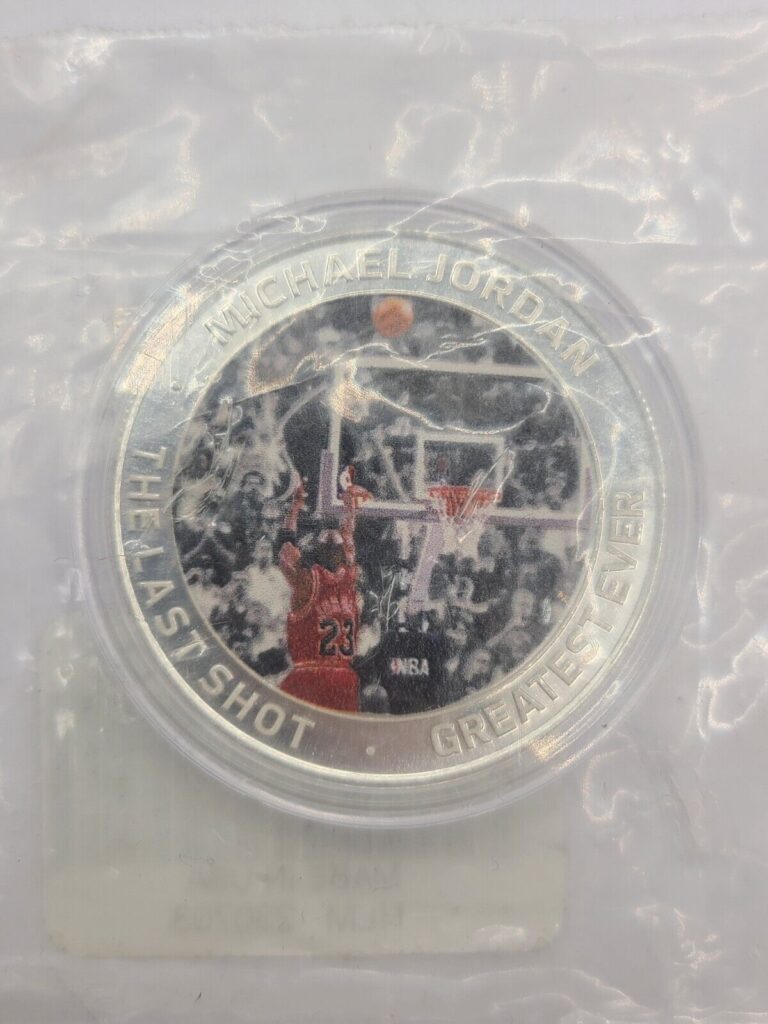 MICHAEL JORDAN
THE LAST SHOT
GREATEST EVER
23
NBA